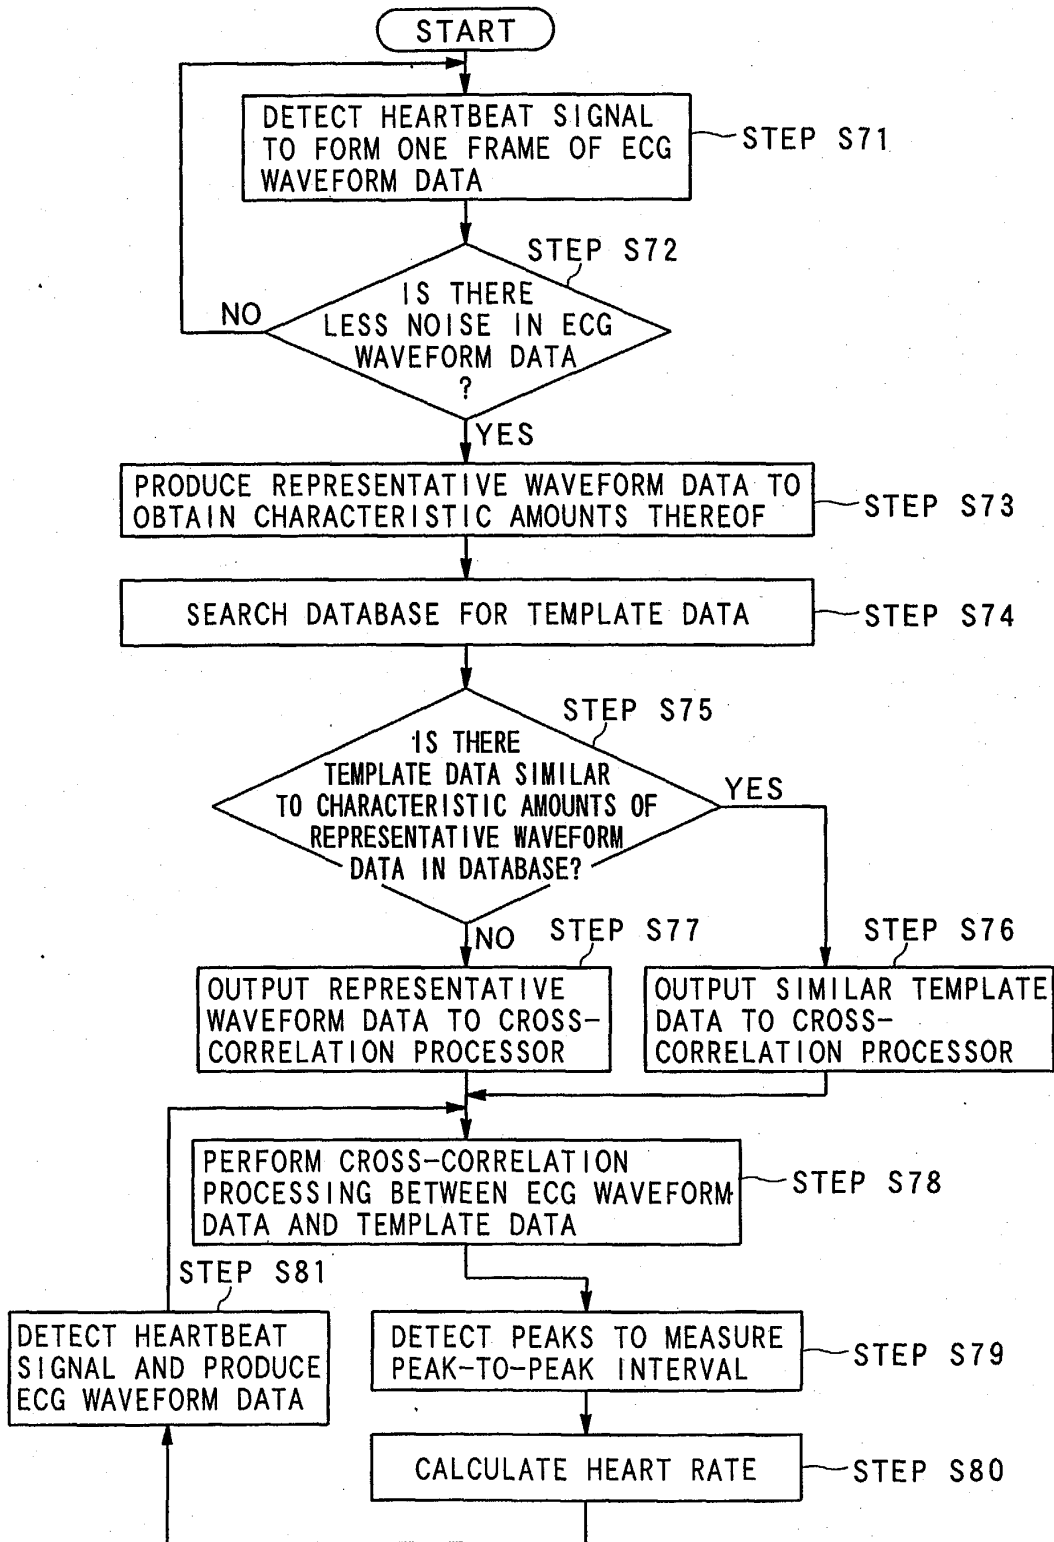 START
DETECT HEARTBEAT SIGNAL
TO FORM ONE FRAME OF ECG
WAVEFORM DATA
STEP S71
STEP S72
IS THERE
LESS NOISE IN ECG
WAVEFORM DATA
?
NO
YES
PRODUCE REPRESENTATIVE WAVEFORM DATA TO
OBTAIN CHARACTERISTIC AMOUNTS THEREOF
STEP S73
SEARCH DATABASE FOR TEMPLATE DATA
STEP S74
STEP S75
IS THERE
TEMPLATE DATA SIMILAR
TO CHARACTERISTIC AMOUNTS OF
REPRESENTATIVE WAVEFORM
DATA IN DATABASE?
YES
NO
STEP S77
STEP S76
OUTPUT REPRESENTATIVE
WAVEFORM DATA TO CROSS-
CORRELATION PROCESSOR
OUTPUT SIMILAR TEMPLATE
DATA TO CROSS-
CORRELATION PROCESSOR
PERFORM CROSS-CORRELATION
PROCESSING BETWEEN ECG WAVEFORM
DATA AND TEMPLATE DATA
STEP S78
STEP S81
DETECT HEARTBEAT
SIGNAL AND PRODUCE
ECG WAVEFORM DATA
DETECT PEAKS TO MEASURE
PEAK-TO-PEAK INTERVAL
STEP S79
CALCULATE HEART RATE
STEP S80